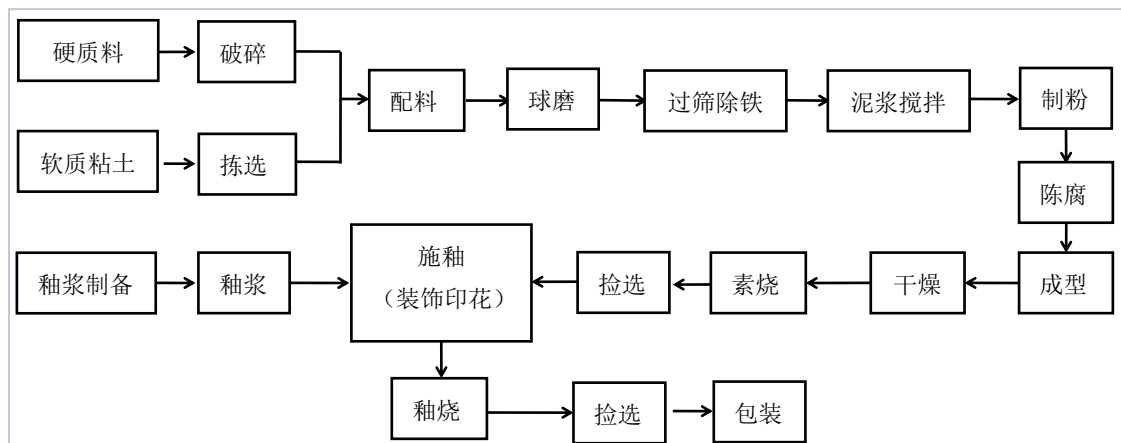 硬质料
破碎
配料
球磨
过筛除铁
泥浆搅拌
制粉
软质粘土
拣选
陈腐
釉浆制备
釉浆
施釉
（装饰印花）
捡选
素烧
干燥
成型
釉烧
捡选
包装